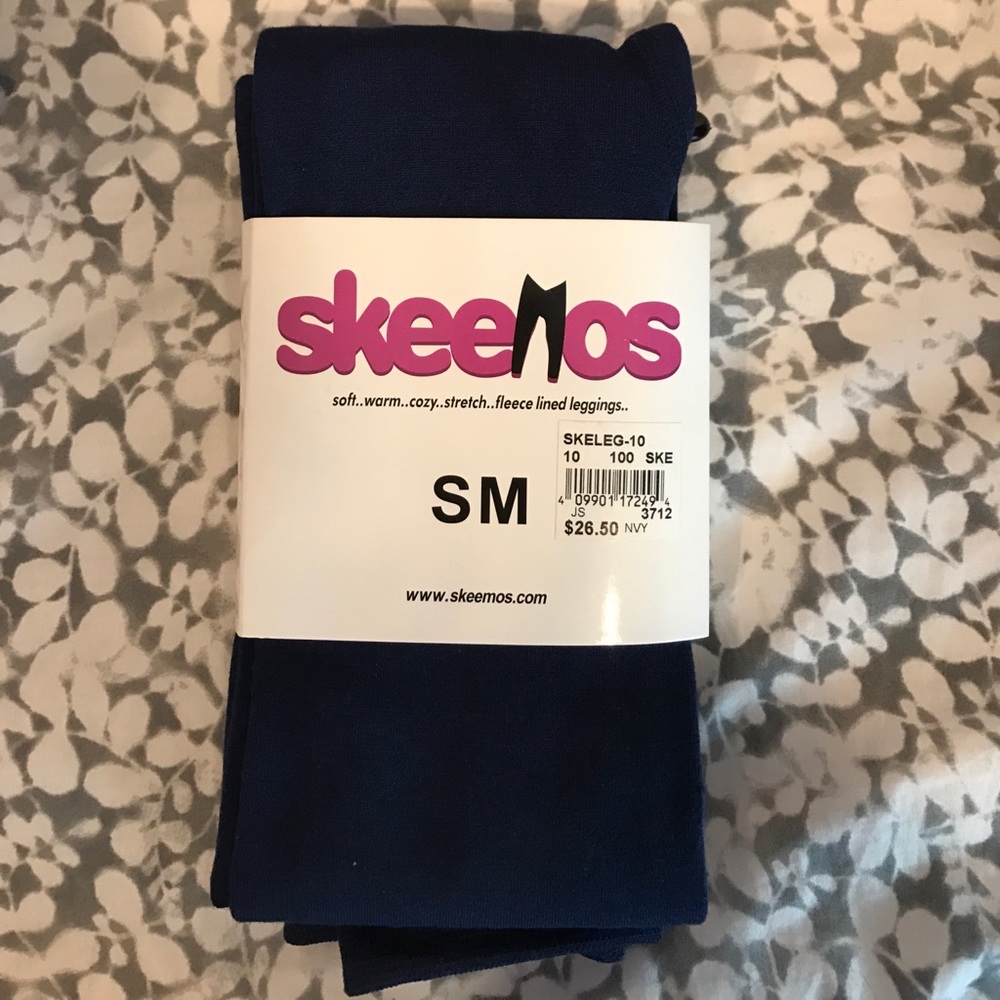 skeemos
soft..warm..cozy..stretch..fleece lined leggings..
SKELEG-10
10 100 SKE
4 09901 17249 4
JS 3712
$26.50 NVY
SM
www.skeemos.com